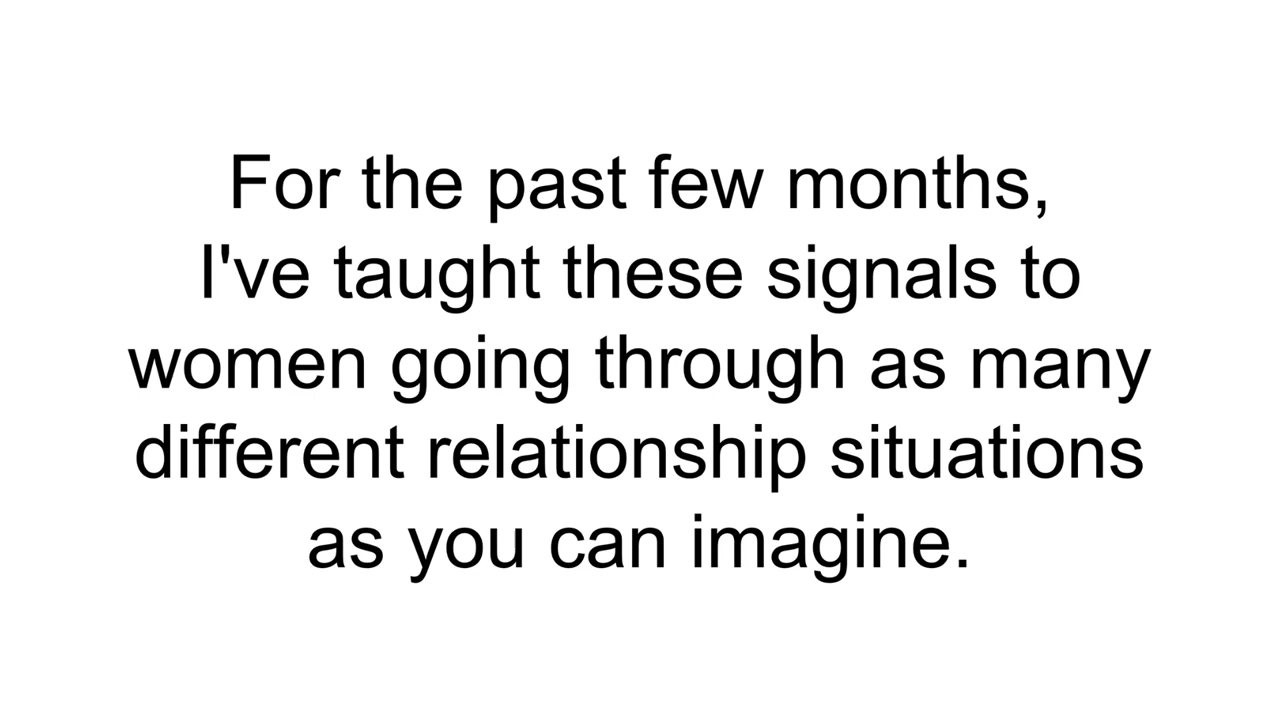 For the past few months,
I've taught these signals to
women going through as many
different relationship situations
as you can imagine.